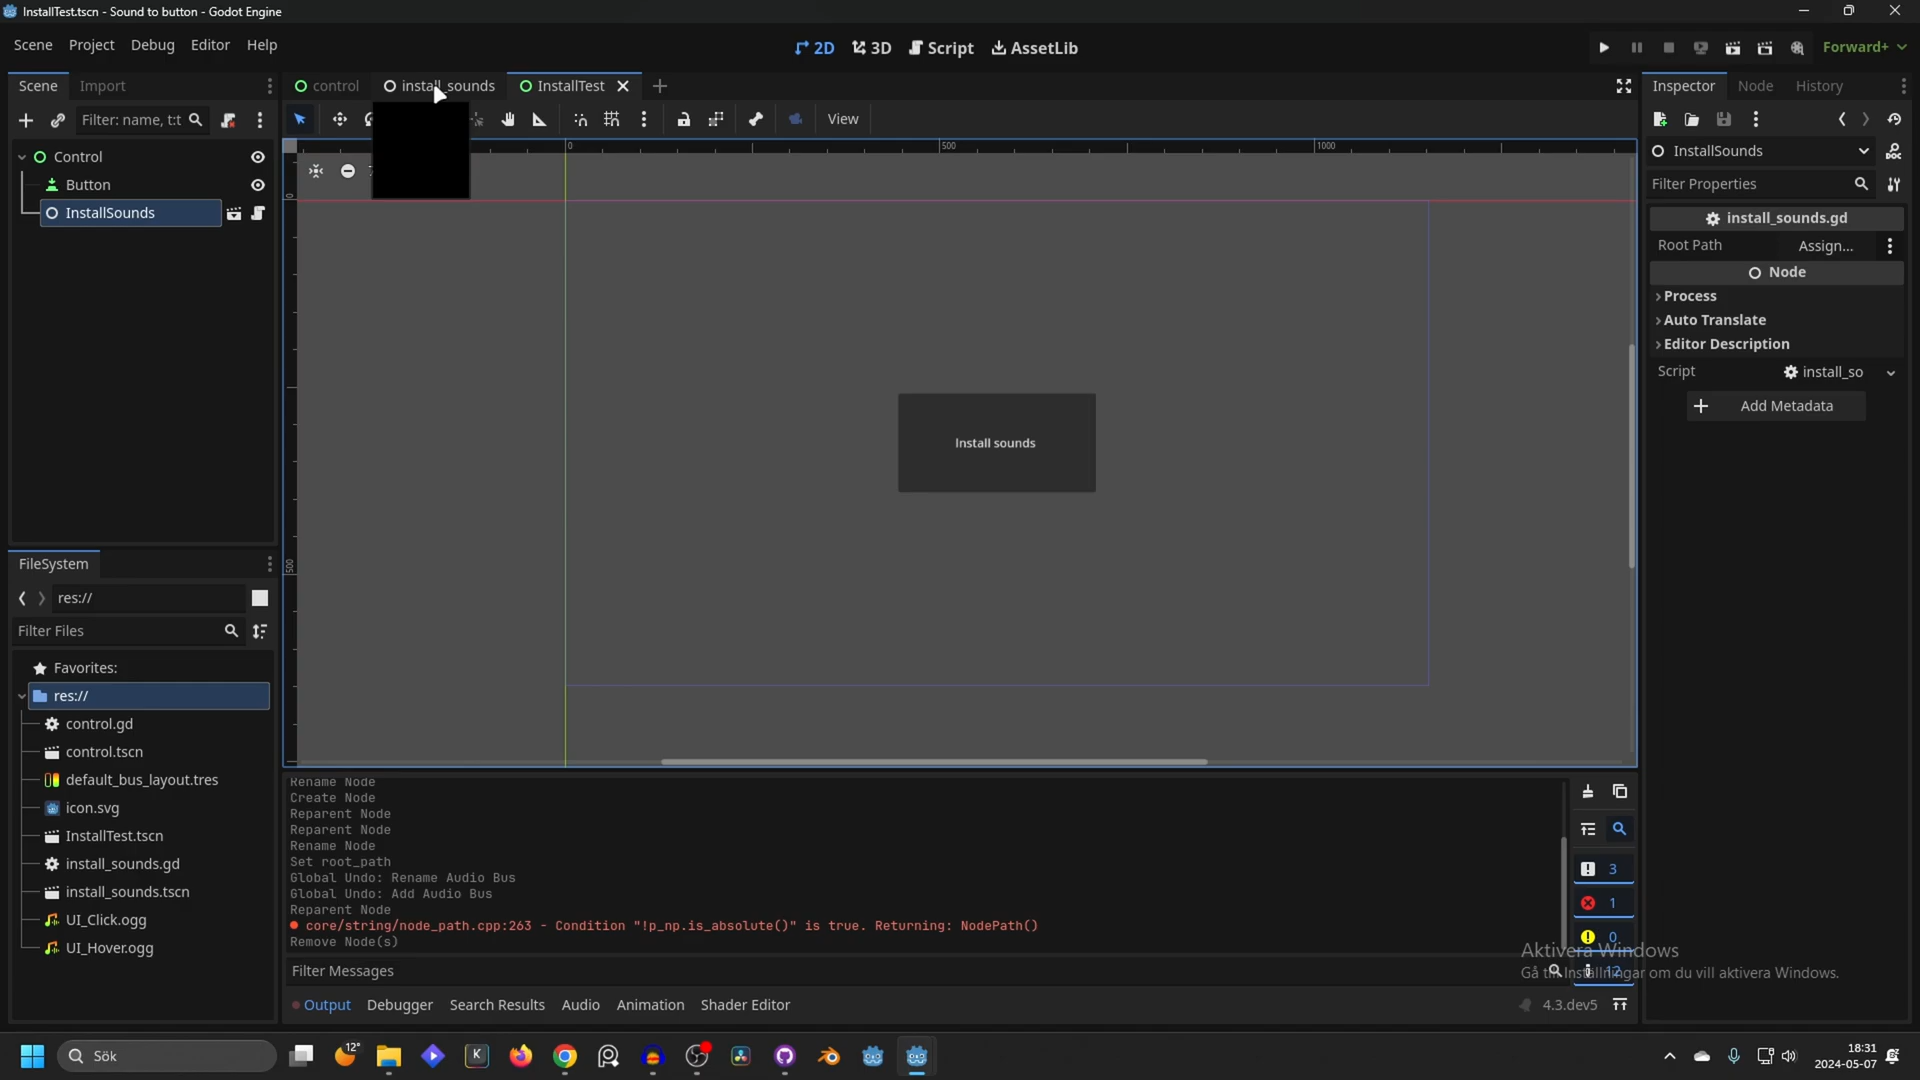 InstallTest.tscn - Sound to button - Godot Engine
Scene Project Debug Editor Help
2D 3D Script AssetLib
Forward+
Scene Import
control install_sounds InstallTest
Inspector Node History
Filter: name, t:t
View
InstallSounds
Filter Properties
Control
Button
InstallSounds
install_sounds.gd
Root Path Assign...
Node
Process
Auto Translate
Editor Description
Script install_so
Add Metadata
0 500 1000
0
500
Install sounds
FileSystem
res://
Filter Files
Favorites:
res://
control.gd
control.tscn
default_bus_layout.tres
icon.svg
InstallTest.tscn
install_sounds.gd
install_sounds.tscn
UI_Click.ogg
UI_Hover.ogg
Rename Node
Create Node
Reparent Node
Reparent Node
Rename Node
Set root_path
Global Undo: Rename Audio Bus
Global Undo: Add Audio Bus
Reparent Node
core/string/node_path.cpp:263 - Condition "!p_np.is_absolute()" is true. Returning: NodePath()
Remove Node(s)
3
1
0
12
Filter Messages
Output Debugger Search Results Audio Animation Shader Editor
4.3.dev5
Aktivera Windows
Gå till Inställningar om du vill aktivera Windows.
Sök
12°
18:31
2024-05-07